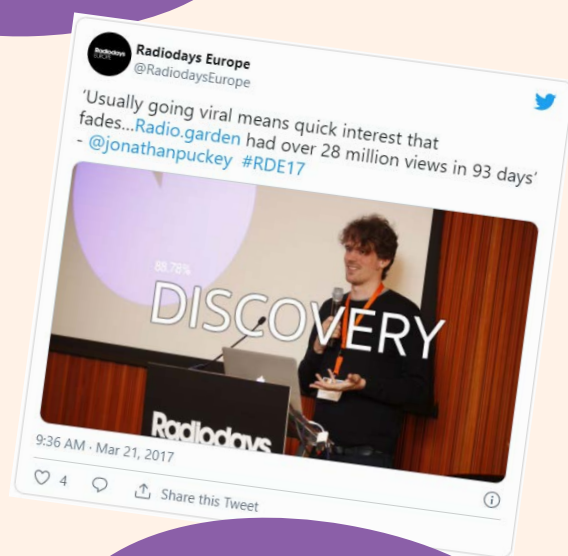 Radiodays Europe
@RadiodaysEurope
‘Usually going viral means quick interest that
fades...Radio.garden had over 28 million views in 93 days’
- @jonathanpuckey #RDE17
88.78%
DISCOVERY
Radiodays
9:36 AM · Mar 21, 2017
4
Share this Tweet